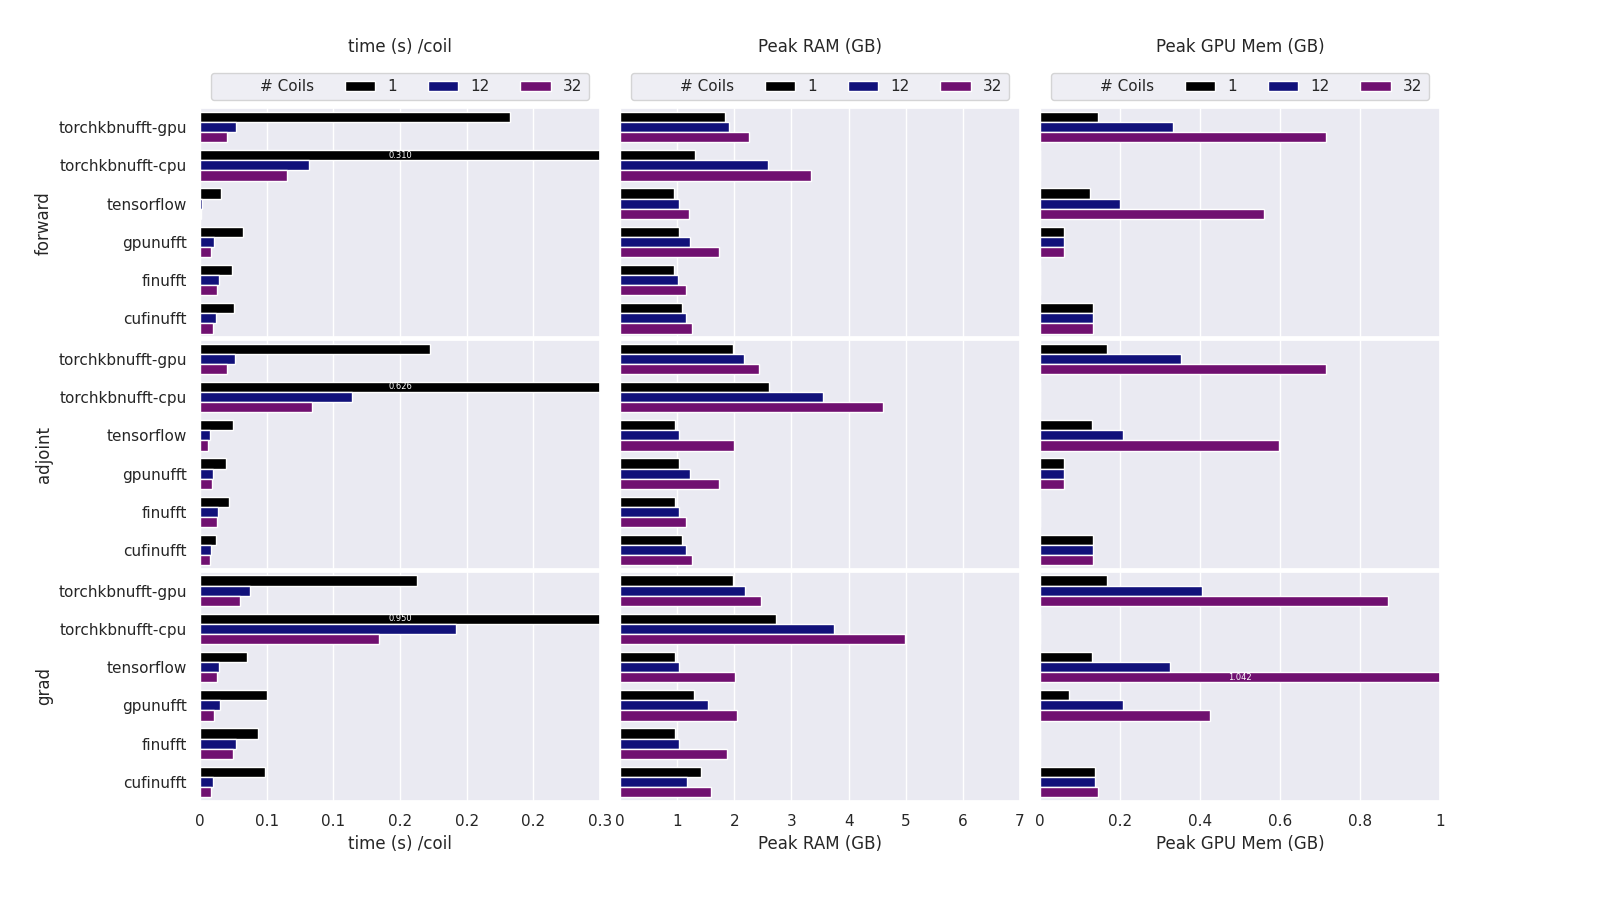 time (s) /coil
Peak RAM (GB)
Peak GPU Mem (GB)
# Coils 1 12 32
# Coils 1 12 32
# Coils 1 12 32
forward
torchkbnufft-gpu
torchkbnufft-cpu
0.310
tensorflow
gpunufft
finufft
cufinufft
adjoint
torchkbnufft-gpu
torchkbnufft-cpu
0.626
tensorflow
gpunufft
finufft
cufinufft
grad
torchkbnufft-gpu
torchkbnufft-cpu
0.950
tensorflow
1.042
gpunufft
finufft
cufinufft
0 0.1 0.1 0.2 0.2 0.2 0.3
0 1 2 3 4 5 6 7
0 0.2 0.4 0.6 0.8 1
time (s) /coil
Peak RAM (GB)
Peak GPU Mem (GB)